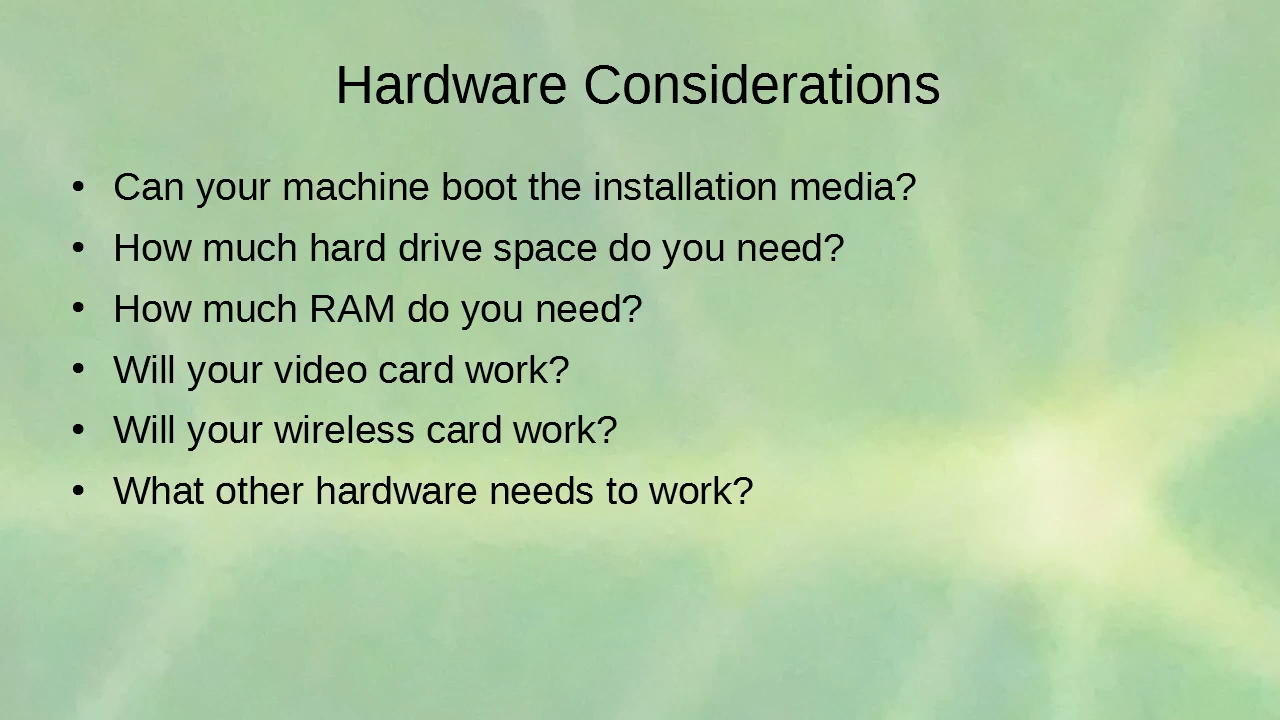 Hardware Considerations
• Can your machine boot the installation media?
• How much hard drive space do you need?
• How much RAM do you need?
• Will your video card work?
• Will your wireless card work?
• What other hardware needs to work?